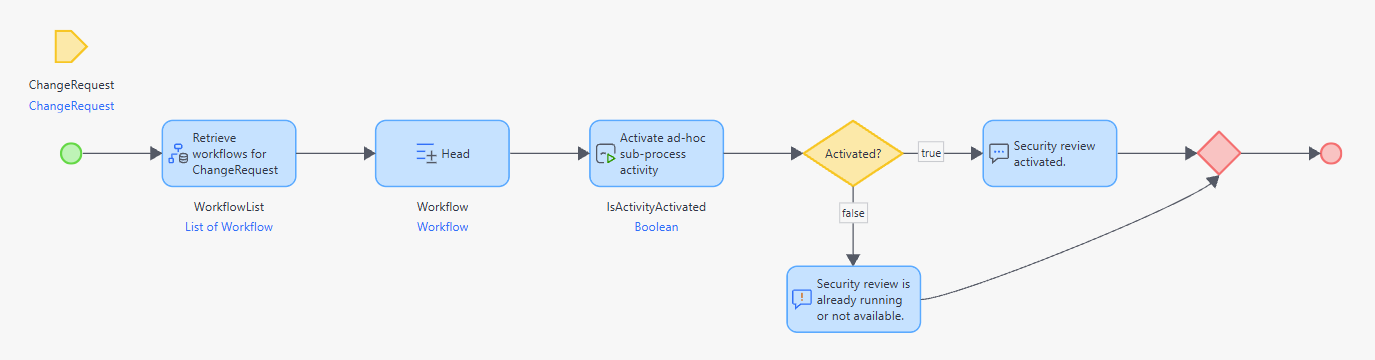 ChangeRequest
ChangeRequest
Retrieve
workflows for
ChangeRequest
WorkflowList
List of Workflow
Head
Workflow
Workflow
Activate ad-hoc
sub-process
activity
IsActivityActivated
Boolean
Activated?
true
Security review
activated.
false
Security review is
already running
or not available.